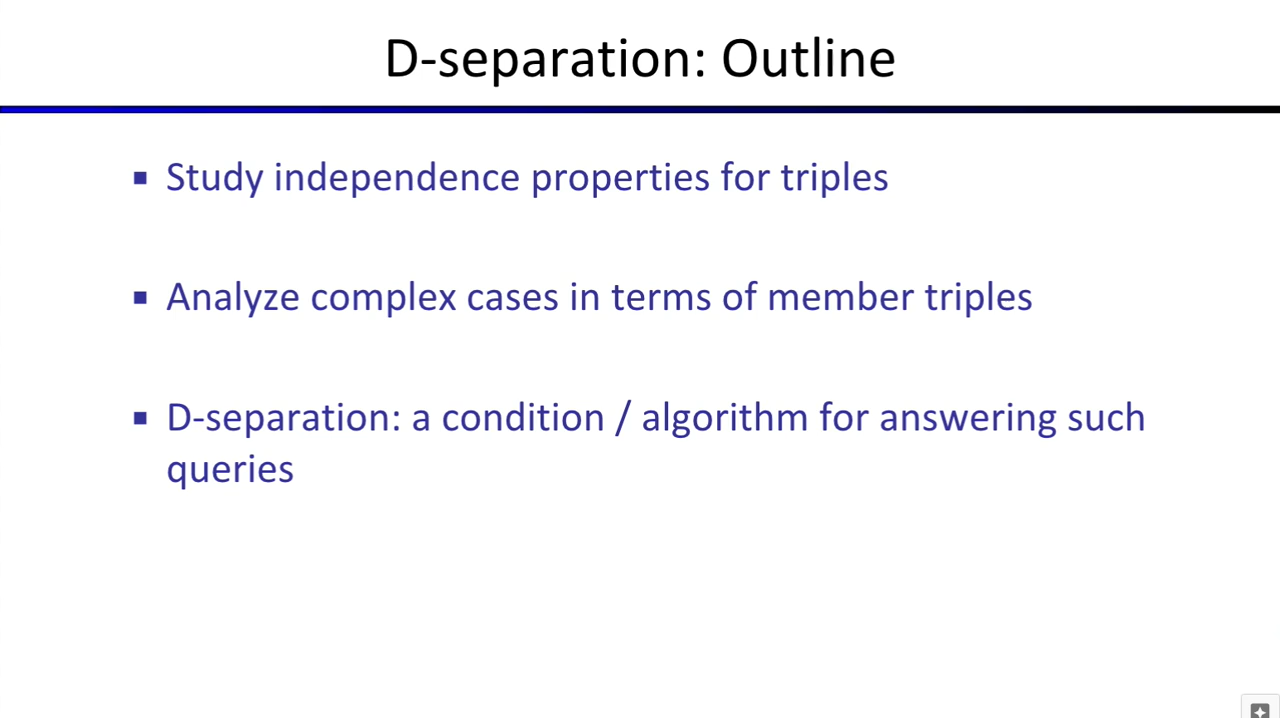 D-separation: Outline
▪ Study independence properties for triples
▪ Analyze complex cases in terms of member triples
▪ D-separation: a condition / algorithm for answering such
queries